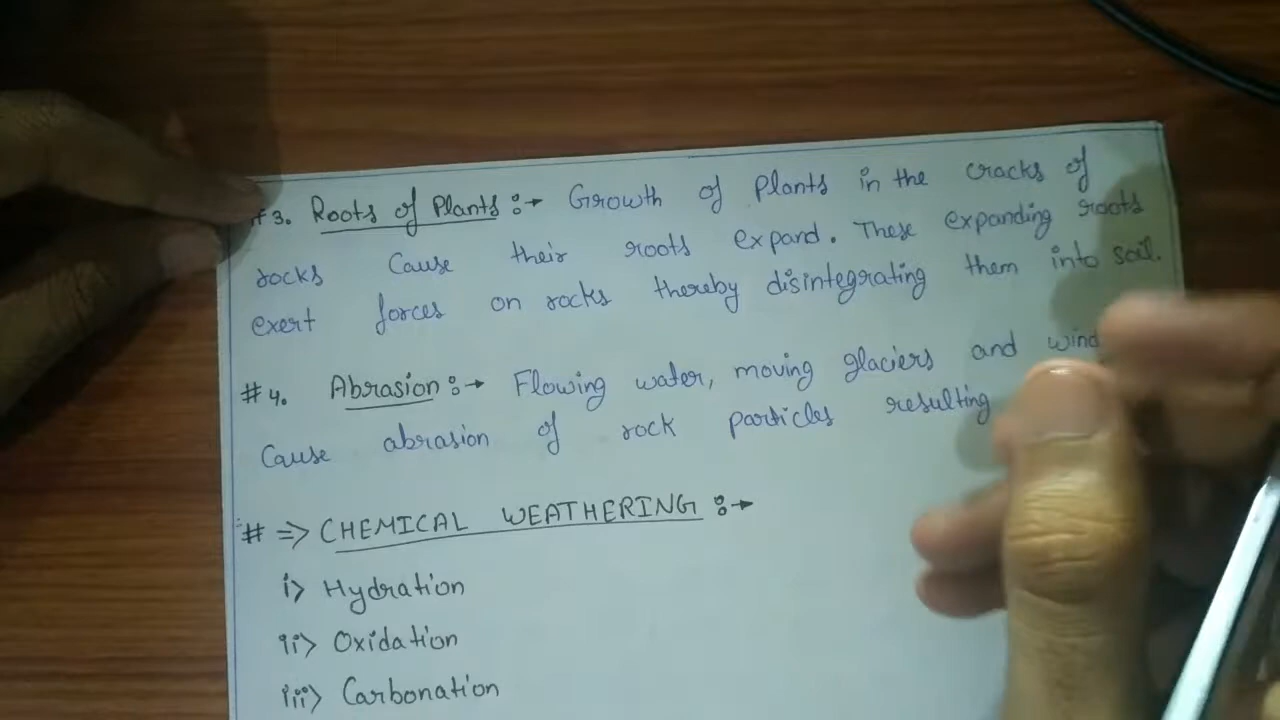 #3. Roots of Plants :→ Growth of plants in the cracks of
rocks cause their roots expand. These expanding roots
exert forces on rocks thereby disintegrating them into soil.
#4. Abrasion :→ Flowing water, moving glaciers and wind
cause abrasion of rock particles resulting
# ⇒ CHEMICAL WEATHERING :→
i> Hydration
ii> Oxidation
iii> Carbonation